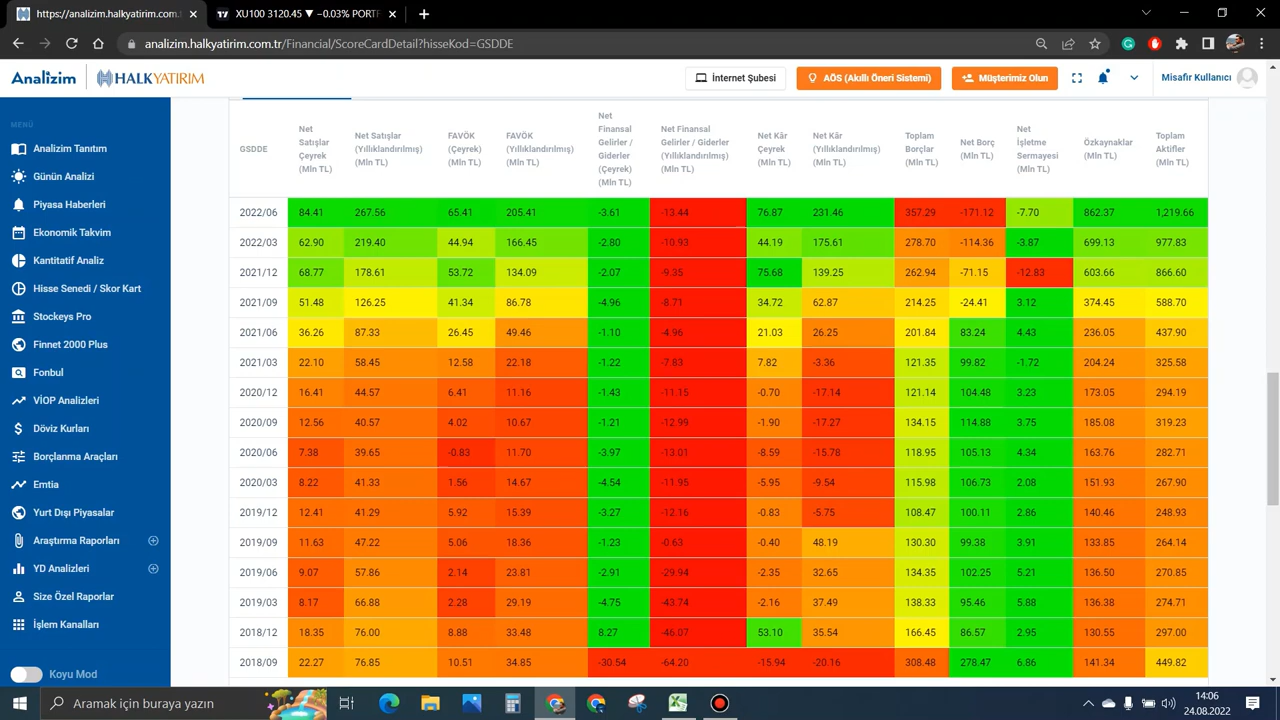 https://analizim.halkyatirim.com.t
XU100 3120.45 ▼ −0.03% PORTF
analizim.halkyatirim.com.tr/Financial/ScoreCardDetail?hisseKod=GSDDE
Analizim
HALKYATIRIM
İnternet Şubesi
AÖS (Akıllı Öneri Sistemi)
Müşterimiz Olun
Misafir Kullanıcı
MENÜ
Analizim Tanıtım
Günün Analizi
Piyasa Haberleri
Ekonomik Takvim
Kantitatif Analiz
Hisse Senedi / Skor Kart
Stockeys Pro
Finnet 2000 Plus
Fonbul
VİOP Analizleri
Döviz Kurları
Borçlanma Araçları
Emtia
Yurt Dışı Piyasalar
Araştırma Raporları
YD Analizleri
Size Özel Raporlar
İşlem Kanalları
Koyu Mod
GSDDE
Net Satışlar Çeyrek (Mln TL)
Net Satışlar (Yıllıklandırılmış) (Mln TL)
FAVÖK (Çeyrek) (Mln TL)
FAVÖK (Yıllıklandırılmış) (Mln TL)
Net Finansal Gelirler / Giderler (Çeyrek) (Mln TL)
Net Finansal Gelirler / Giderler (Yıllıklandırılmış) (Mln TL)
Net Kâr Çeyrek (Mln TL)
Net Kâr (Yıllıklandırılmış) (Mln TL)
Toplam Borçlar (Mln TL)
Net Borç (Mln TL)
Net İşletme Sermayesi (Mln TL)
Özkaynaklar (Mln TL)
Toplam Aktifler (Mln TL)
2022/06 84.41 267.56 65.41 205.41 -3.61 -13.44 76.87 231.46 357.29 -171.12 -7.70 862.37 1,219.66
2022/03 62.90 219.40 44.94 166.45 -2.80 -10.93 44.19 175.61 278.70 -114.36 -3.87 699.13 977.83
2021/12 68.77 178.61 53.72 134.09 -2.07 -9.35 75.68 139.25 262.94 -71.15 -12.83 603.66 866.60
2021/09 51.48 126.25 41.34 86.78 -4.96 -8.71 34.72 62.87 214.25 -24.41 3.12 374.45 588.70
2021/06 36.26 87.33 26.45 49.46 -1.10 -4.96 21.03 26.25 201.84 83.24 4.43 236.05 437.90
2021/03 22.10 58.45 12.58 22.18 -1.22 -7.83 7.82 -3.36 121.35 99.82 -1.72 204.24 325.58
2020/12 16.41 44.57 6.41 11.16 -1.43 -11.15 -0.70 -17.14 121.14 104.48 3.23 173.05 294.19
2020/09 12.56 40.57 4.02 10.67 -1.21 -12.99 -1.90 -17.27 134.15 114.88 3.75 185.08 319.23
2020/06 7.38 39.65 -0.83 11.70 -3.97 -13.01 -8.59 -15.78 118.95 105.13 4.34 163.76 282.71
2020/03 8.22 41.33 1.56 14.67 -4.54 -11.95 -5.95 -9.54 115.98 106.73 2.08 151.93 267.90
2019/12 12.41 41.29 5.92 15.39 -3.27 -12.16 -0.83 -5.75 108.47 100.11 2.86 140.46 248.93
2019/09 11.63 47.22 5.06 18.36 -1.23 -0.63 -0.40 48.19 130.30 99.38 3.91 133.85 264.14
2019/06 9.07 57.86 2.14 23.81 -2.91 -29.94 -2.35 32.65 134.35 102.25 5.21 136.50 270.85
2019/03 8.17 66.88 2.28 29.19 -4.75 -43.74 -2.16 37.49 138.33 95.46 5.88 136.38 274.71
2018/12 18.35 76.00 8.88 33.48 8.27 -46.07 53.10 35.54 166.45 86.57 2.95 130.55 297.00
2018/09 22.27 76.85 10.51 34.85 -30.54 -64.20 -15.94 -20.16 308.48 278.47 6.86 141.34 449.82
Aramak için buraya yazın
14:06
24.08.2022